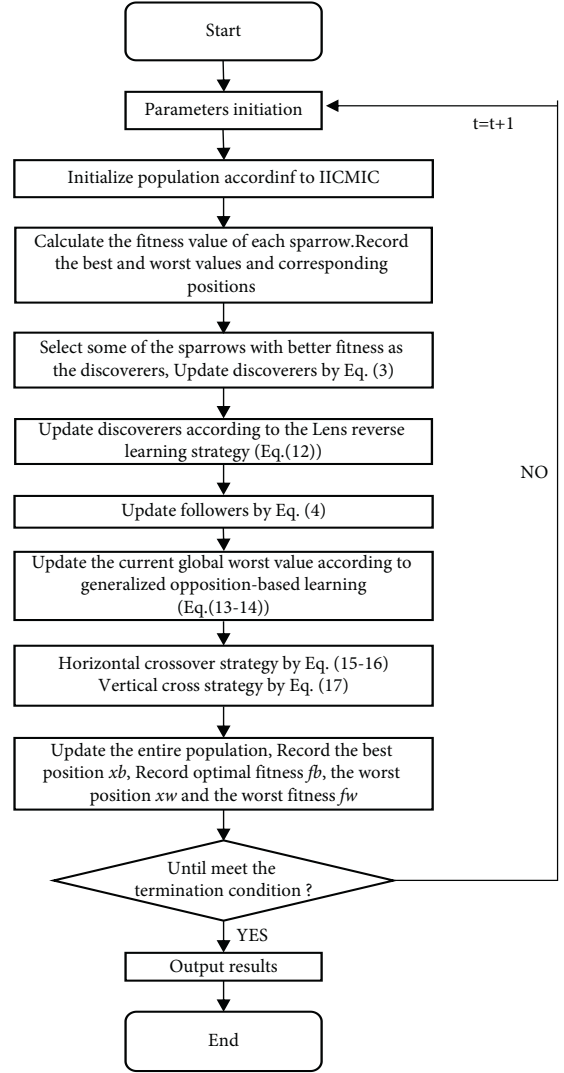 Start
Parameters initiation
t=t+1
Initialize population accordinf to IICMIC
Calculate the fitness value of each sparrow.Record
the best and worst values and corresponding
positions
Select some of the sparrows with better fitness as
the discoverers, Update discoverers by Eq. (3)
Update discoverers according to the Lens reverse
learning strategy (Eq.(12))
NO
Update followers by Eq. (4)
Update the current global worst value according to
generalized opposition-based learning
(Eq.(13-14))
Horizontal crossover strategy by Eq. (15-16)
Vertical cross strategy by Eq. (17)
Update the entire population, Record the best
position xb, Record optimal fitness fb, the worst
position xw and the worst fitness fw
Until meet the
termination condition ?
YES
Output results
End